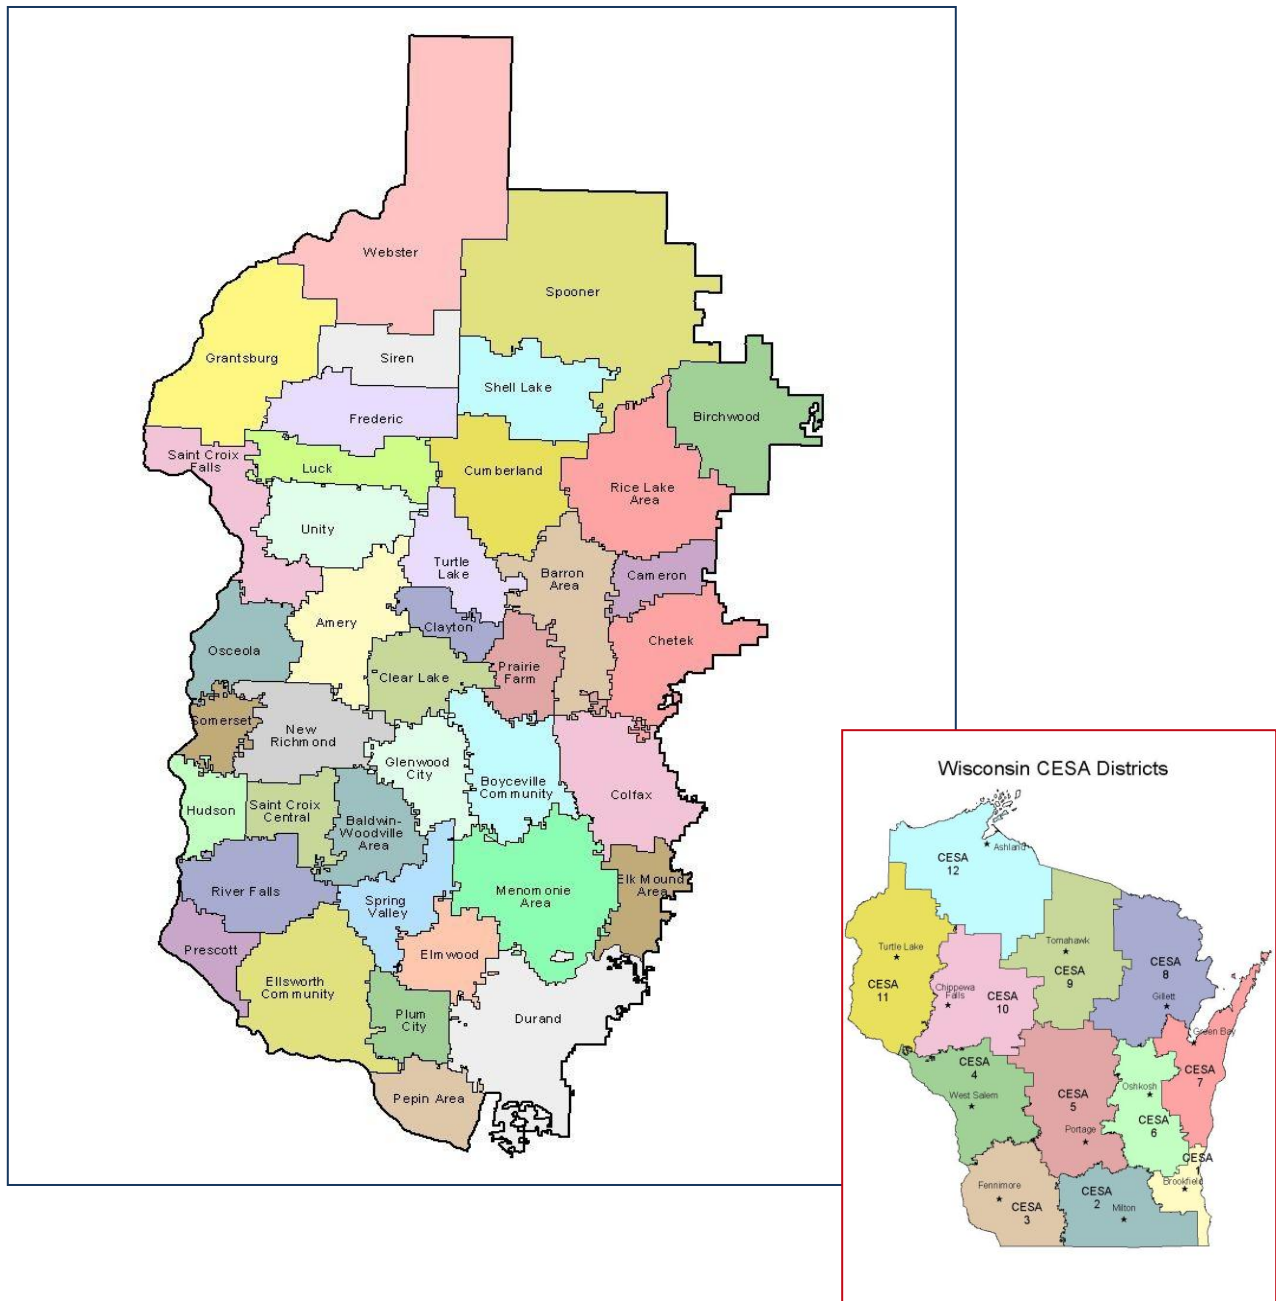 Webster
Spooner
Grantsburg
Siren
Shell Lake
Frederic
Birchwood
Saint Croix
Falls
Luck
Cumberland
Rice Lake
Area
Unity
Turtle
Lake
Barron
Area
Cameron
Amery
Clayton
Chetek
Osceola
Clear Lake
Prairie
Farm
Somerset
New
Richmond
Glenwood
City
Boyceville
Community
Colfax
Hudson
Saint Croix
Central
Baldwin-
Woodville
Area
River Falls
Spring
Valley
Menomonie
Area
Elk Mound
Area
Prescott
Elmwood
Ellsworth
Community
Plum
City
Durand
Pepin Area
Wisconsin CESA Districts
Ashland
CESA
12
Turtle Lake
CESA
11
Tomahawk
CESA
9
CESA
8
Gillett
Chippewa
Falls
CESA
10
Green Bay
CESA
7
CESA
4
West Salem
CESA
5
Portage
Oshkosh
CESA
6
CESA
1
Brookfield
Fennimore
CESA
3
CESA
2
Milton